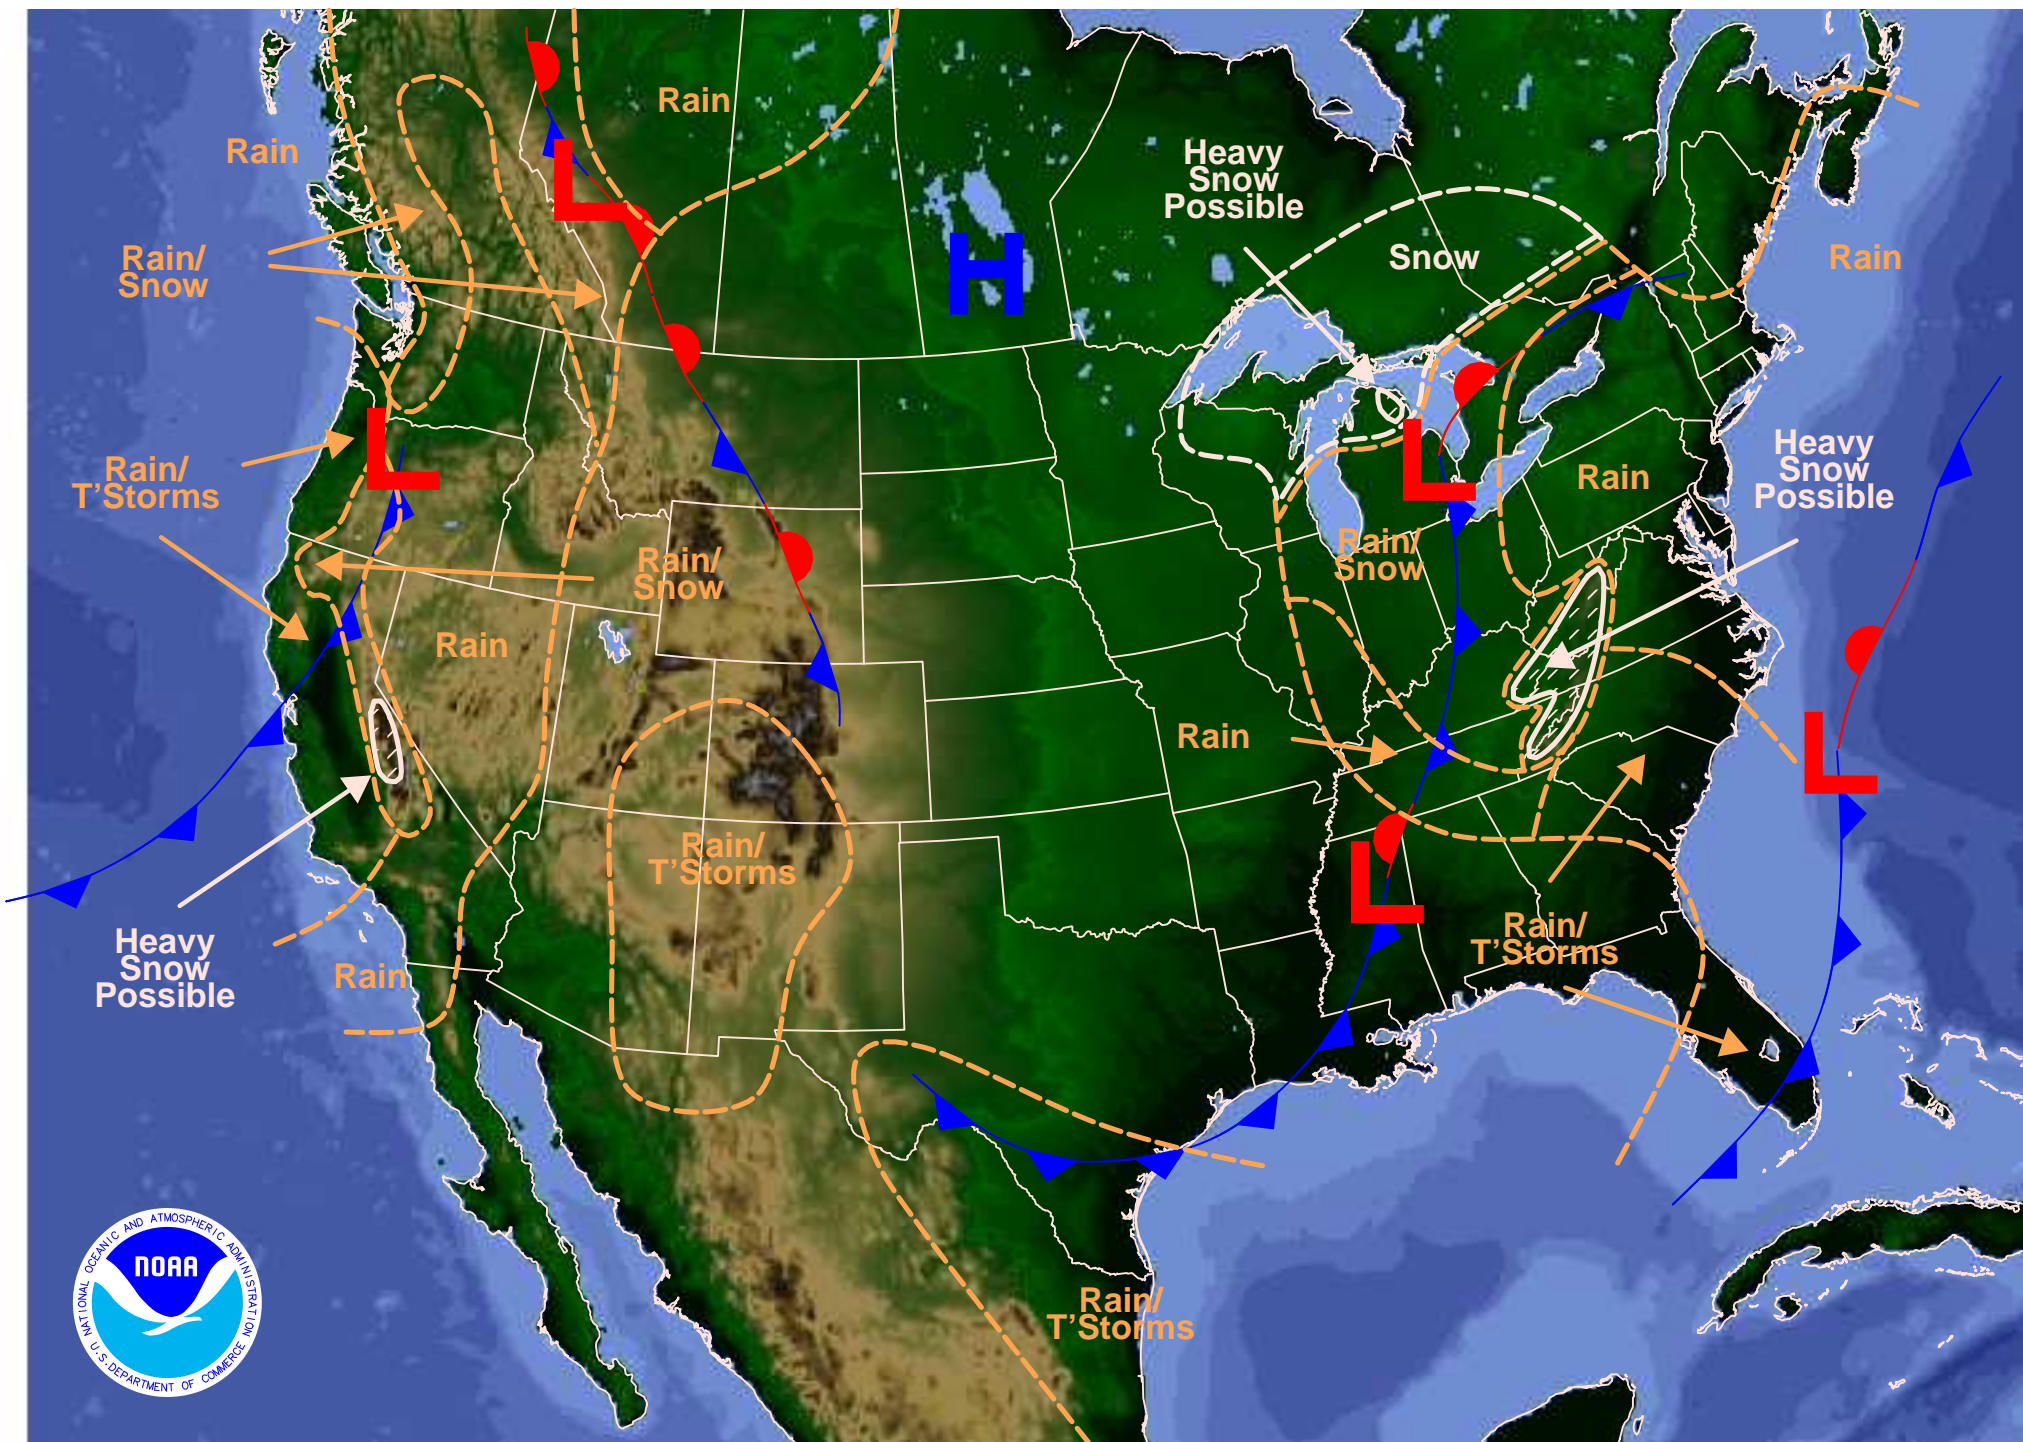 Rain
Rain
Heavy
Snow
Possible
Rain/
Snow
Snow
Rain
Rain/
T'Storms
Heavy
Snow
Possible
Rain
Rain/
Snow
Rain/
Snow
Rain
Rain
Rain/
T'Storms
Heavy
Snow
Possible
Rain
Rain/
T'Storms
Rain/
T'Storms
NATIONAL OCEANIC AND ATMOSPHERIC ADMINISTRATION
NOAA
U.S. DEPARTMENT OF COMMERCE
L
H
L
L
L
L